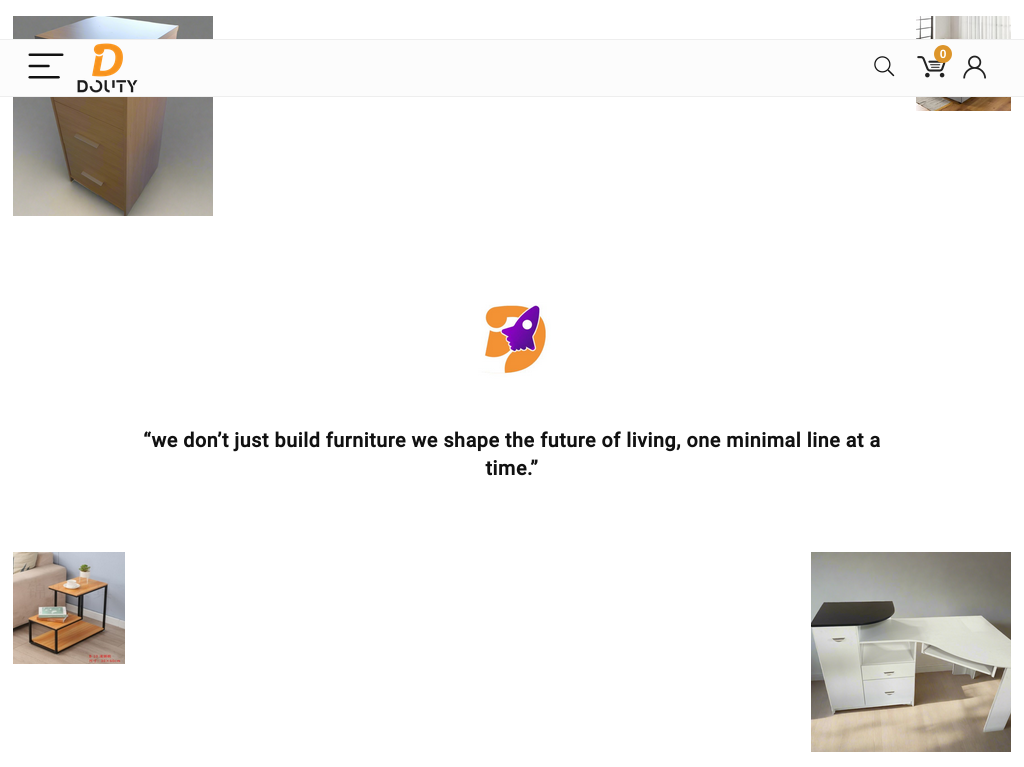 DOUTY
0
“we don’t just build furniture we shape the future of living, one minimal line at a
time.”